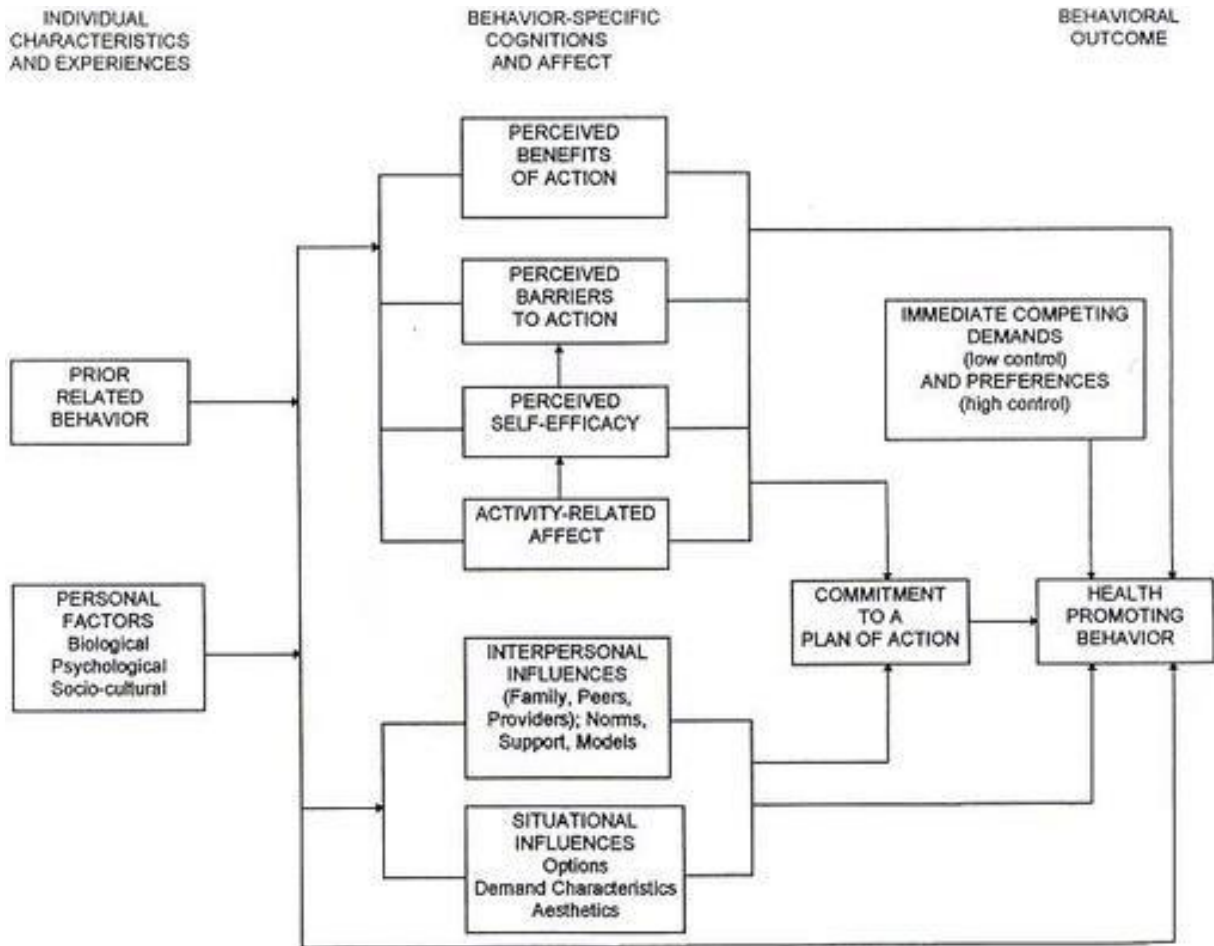 INDIVIDUAL
CHARACTERISTICS
AND EXPERIENCES
BEHAVIOR-SPECIFIC
COGNITIONS
AND AFFECT
BEHAVIORAL
OUTCOME
PERCEIVED
BENEFITS
OF ACTION
PERCEIVED
BARRIERS
TO ACTION
IMMEDIATE COMPETING
DEMANDS
(low control)
AND PREFERENCES
(high control)
PRIOR
RELATED
BEHAVIOR
PERCEIVED
SELF-EFFICACY
ACTIVITY-RELATED
AFFECT
PERSONAL
FACTORS
Biological
Psychological
Socio-cultural
COMMITMENT
TO A
PLAN OF ACTION
HEALTH
PROMOTING
BEHAVIOR
INTERPERSONAL
INFLUENCES
(Family, Peers,
Providers); Norms,
Support, Models
SITUATIONAL
INFLUENCES
Options
Demand Characteristics
Aesthetics